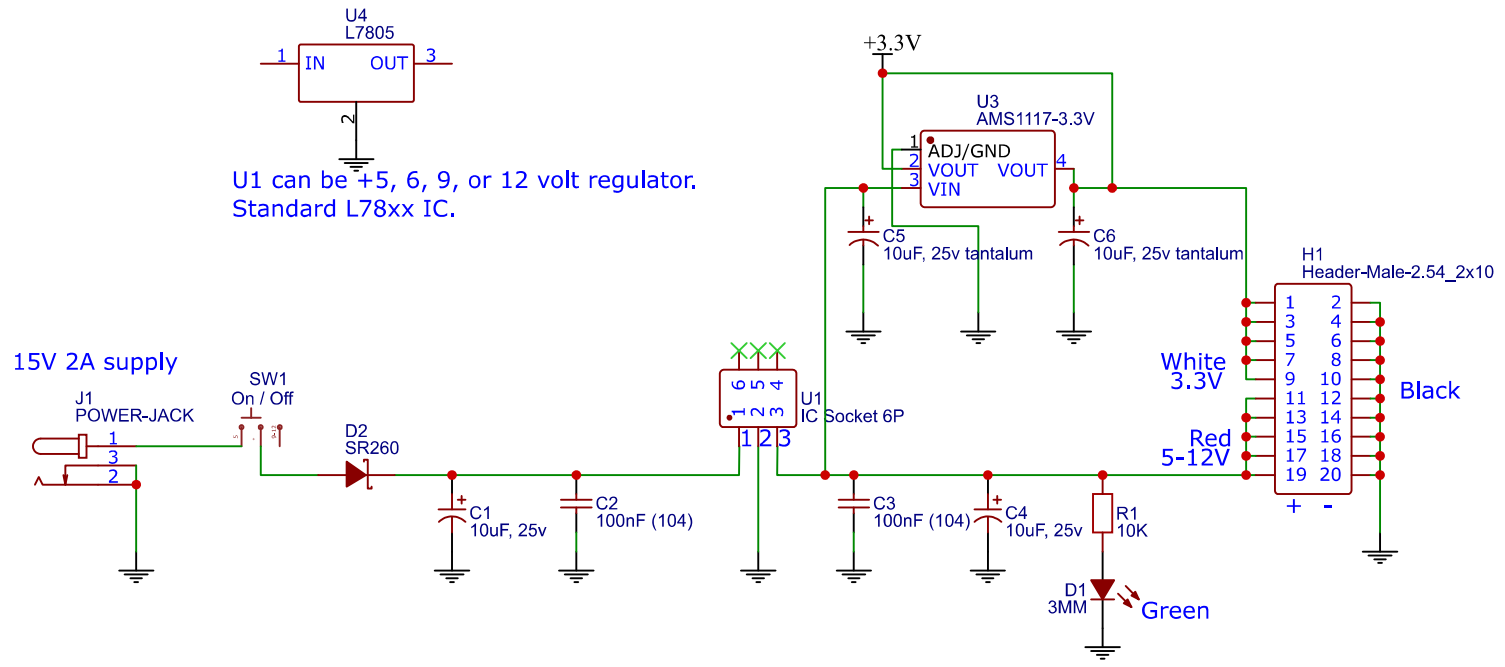 U4
L7805
1
IN
OUT
3
2
U1 can be +5, 6, 9, or 12 volt regulator.
Standard L78xx IC.
+3.3V
U3
AMS1117-3.3V
1
ADJ/GND
2
VOUT
VOUT
4
3
VIN
+
C5
10uF, 25v tantalum
+
C6
10uF, 25v tantalum
H1
Header-Male-2.54_2x10
1 2
3 4
5 6
7 8
9 10
11 12
13 14
15 16
17 18
19 20
+ -
White
3.3V
Red
5-12V
Black
15V 2A supply
J1
POWER-JACK
1
3
2
SW1
On / Off
D2
SR260
6 5 4
1 2 3
1 2 3
U1
IC Socket 6P
+
C1
10uF, 25v
C2
100nF (104)
C3
100nF (104)
+
C4
10uF, 25v
R1
10K
D1
3MM
Green